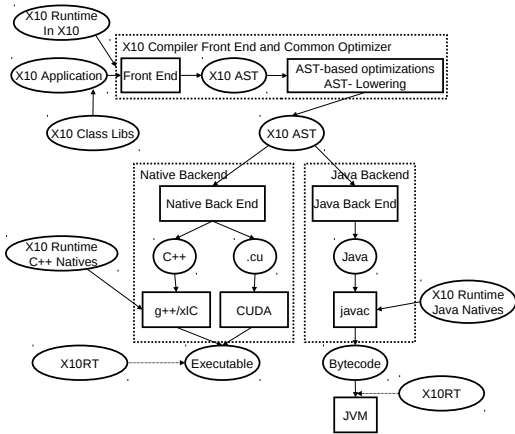 X10 Runtime
In X10
X10 Compiler Front End and Common Optimizer
X10 Application
Front End
X10 AST
AST-based optimizations
AST- Lowering
X10 Class Libs
X10 AST
Native Backend
Java Backend
Native Back End
Java Back End
X10 Runtime
C++ Natives
C++
.cu
Java
X10 Runtime
Java Natives
g++/xlC
CUDA
javac
X10RT
Executable
Bytecode
X10RT
JVM